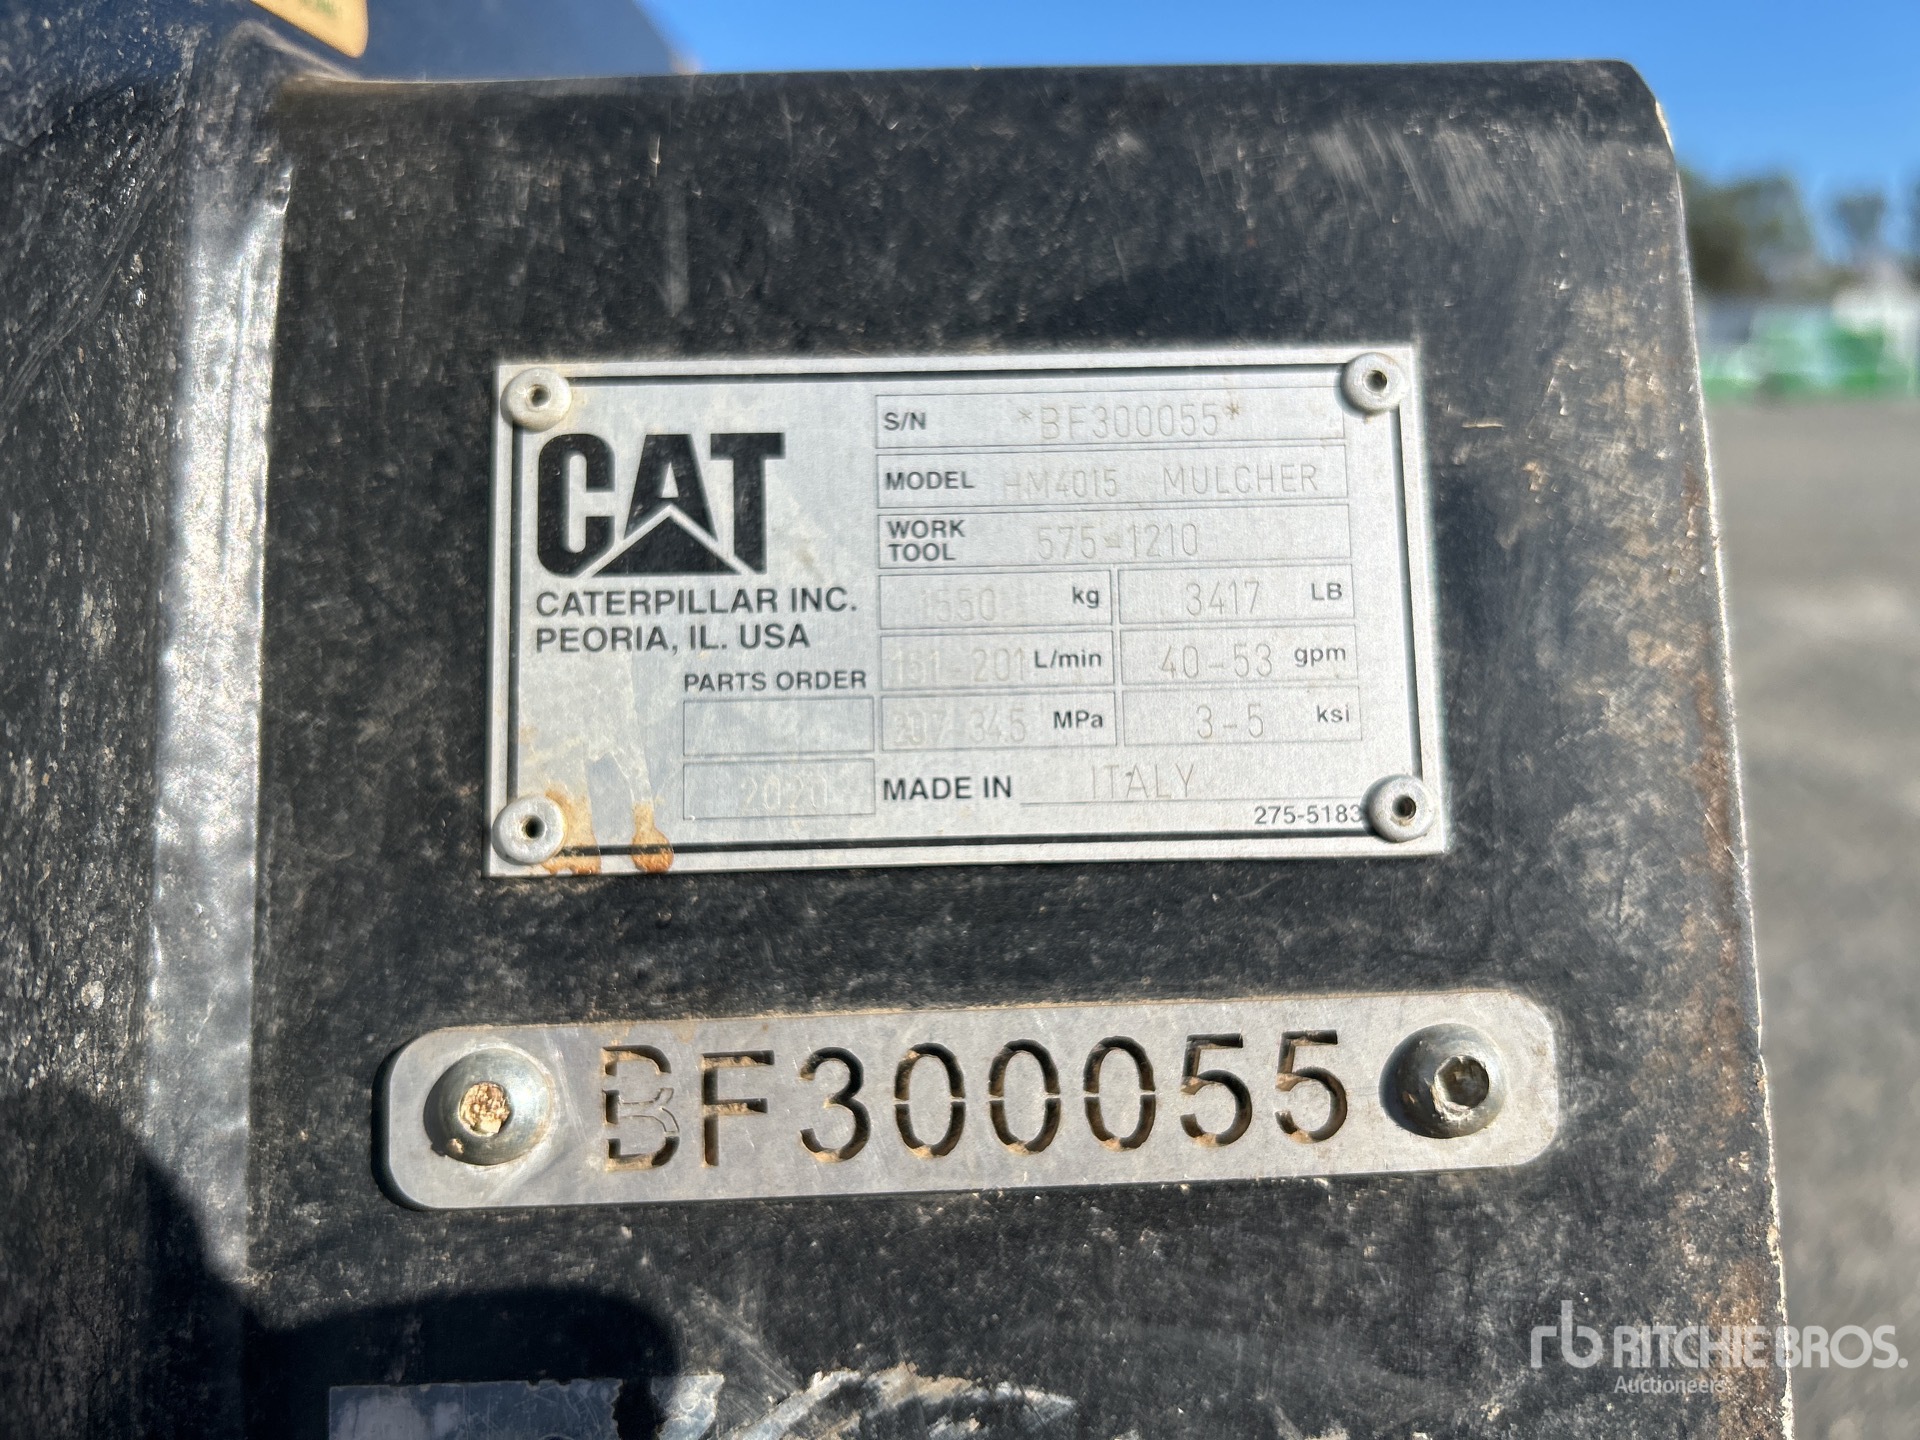 CAT
CATERPILLAR INC.
PEORIA, IL. USA
PARTS ORDER
2020
S/N *BF300055*
MODEL HM4015 MULCHER
WORK TOOL 575-1210
1550 kg 3417 LB
151-201 L/min 40-53 gpm
207-345 MPa 3-5 ksi
MADE IN ITALY
275-5183
BF300055
rb RITCHIE BROS.
Auctioneers